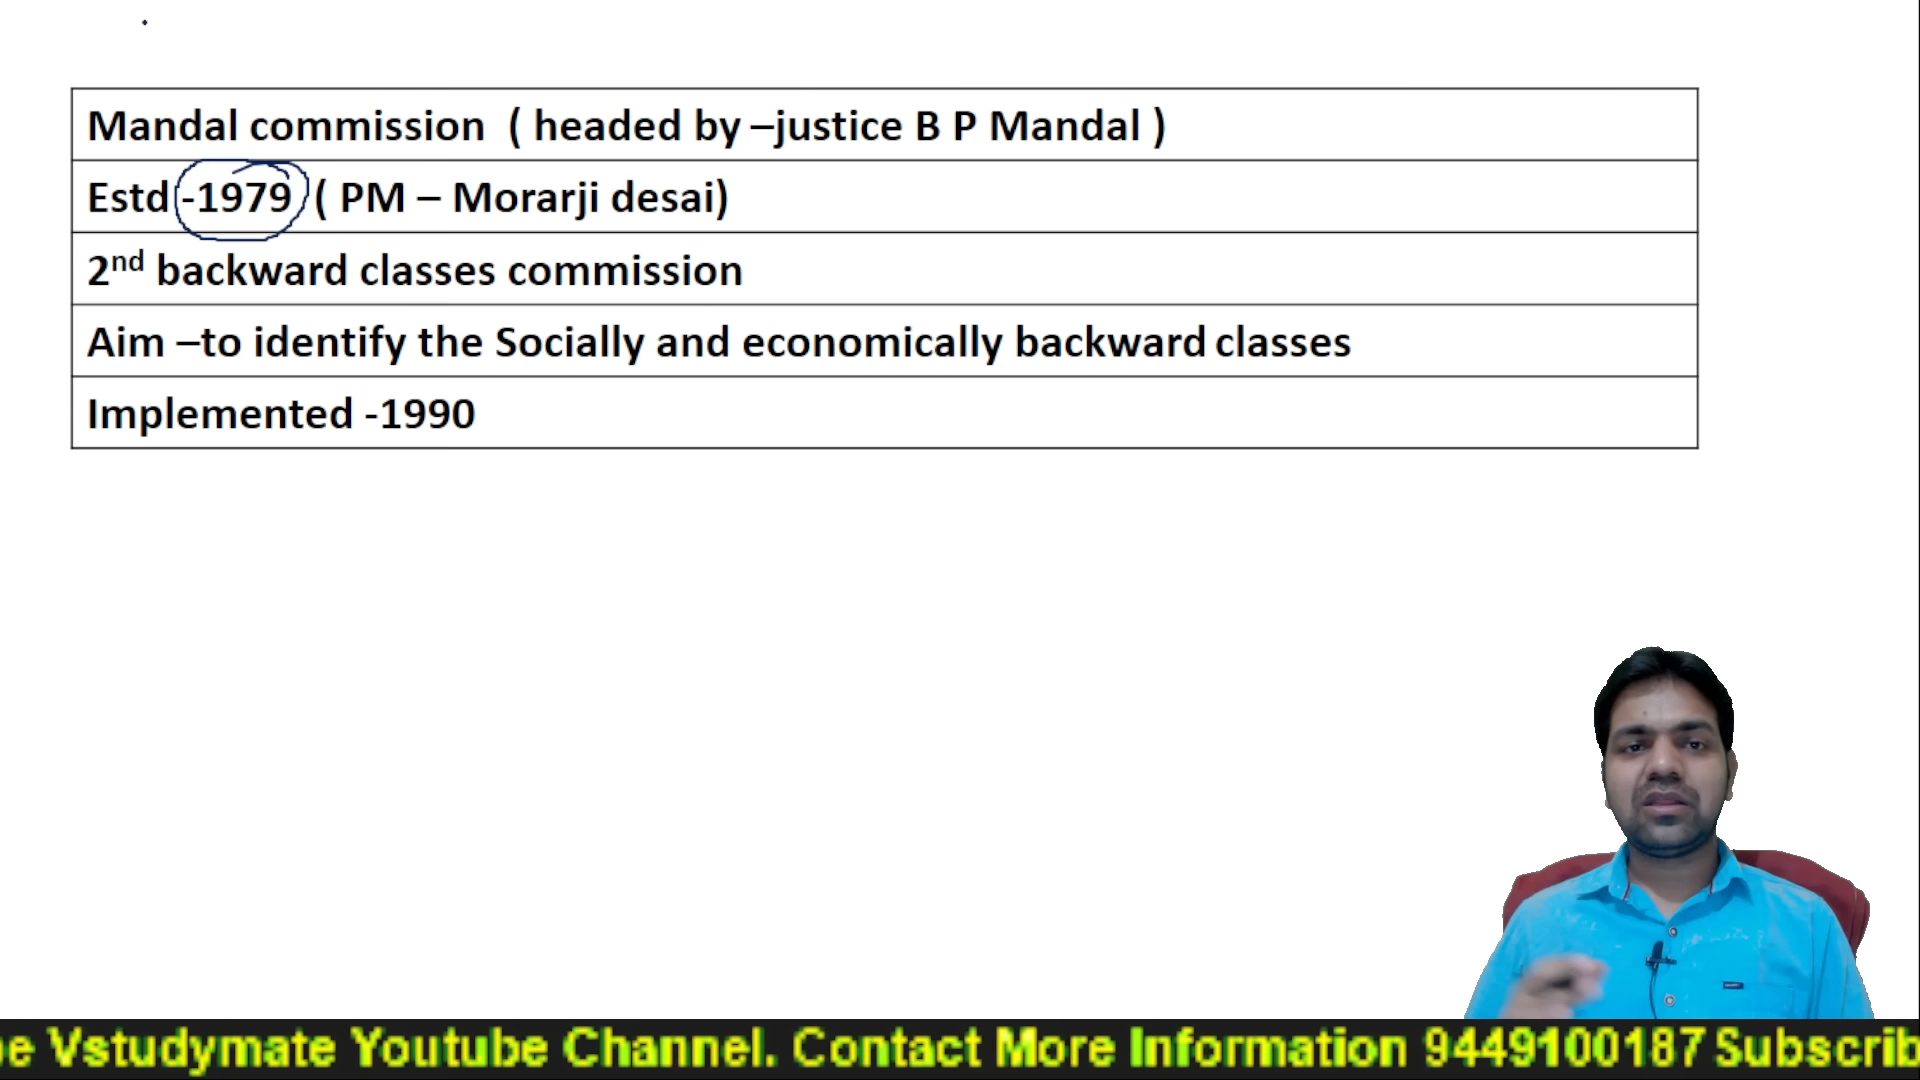 Mandal commission ( headed by –justice B P Mandal )
Estd -1979 ( PM – Morarji desai)
2nd backward classes commission
Aim –to identify the Socially and economically backward classes
Implemented -1990
e Vstudymate Youtube Channel. Contact More Information 9449100187 Subscrib